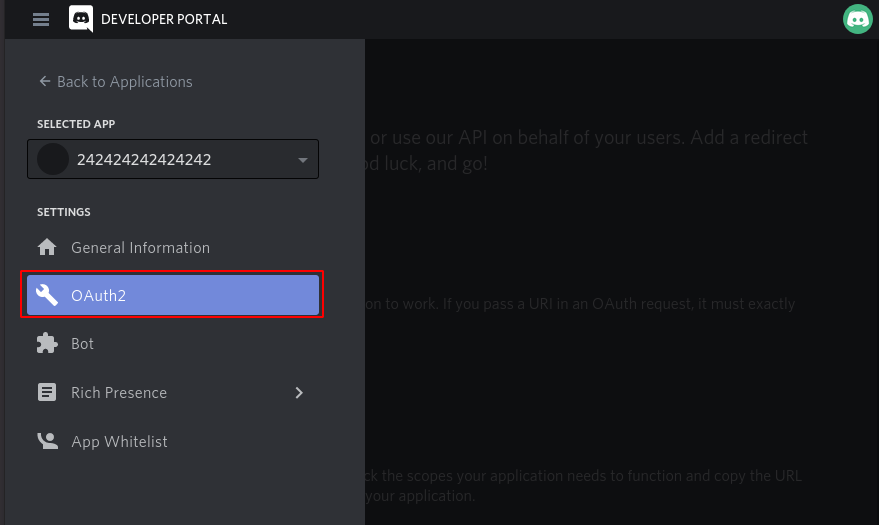 DEVELOPER PORTAL
Back to Applications
SELECTED APP
242424242424242
SETTINGS
General Information
OAuth2
Bot
Rich Presence
App Whitelist
or use our API on behalf of your users. Add a redirect
luck, and go!
to work. If you pass a URI in an OAuth request, it must exactly
the scopes your application needs to function and copy the URL
your application.